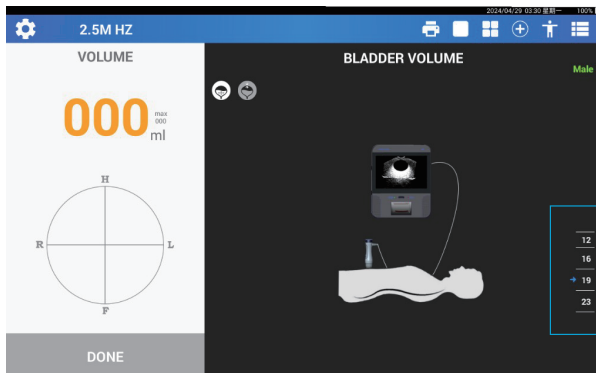 2024/04/29 03:30 星期一 100%
2.5M HZ
VOLUME
000
max
000
ml
H
R
L
F
DONE
BLADDER VOLUME
Male
12
16
19
23